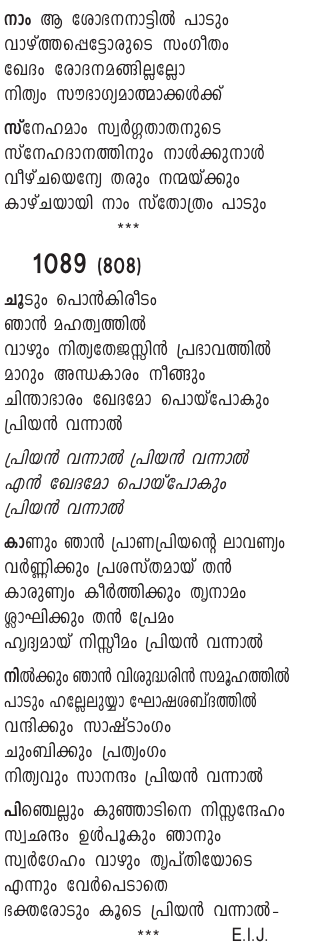 നാം ആ ശോഭനനാട്ടിൽ പാടും
വാഴ്ത്തപ്പെട്ടോരുടെ സംഗീതം
ഖേദം രോദനമങ്ങില്ലല്ലോ
നിത്യം സൗഭാഗ്യമാത്മാക്കൾക്ക്
സ്നേഹമാം സ്വർഗ്ഗതാതനുടെ
സ്നേഹദാനത്തിനും നാൾക്കുനാൾ
വീഴ്ചയെന്യേ തരും നന്മയ്ക്കും
കാഴ്ചയായി നാം സ്തോത്രം പാടും
***
1089 (808)
ചൂടും പൊൻകിരീടം
ഞാൻ മഹത്വത്തിൽ
വാഴും നിത്യതേജസ്സിൻ പ്രഭാവത്തിൽ
മാറും അന്ധകാരം നീങ്ങും
ചിന്താഭാരം ഖേദമോ പൊയ്പോകും
പ്രിയൻ വന്നാൽ
പ്രിയൻ വന്നാൽ പ്രിയൻ വന്നാൽ
എൻ ഖേദമോ പൊയ്പോകും
പ്രിയൻ വന്നാൽ
കാണും ഞാൻ പ്രാണപ്രിയന്റെ ലാവണ്യം
വർണ്ണിക്കും പ്രശസ്തമായ് തൻ
കാരുണ്യം കീർത്തിക്കും തൃനാമം
ശ്ലാഘിക്കും തൻ പ്രേമം
ഹൃദ്യമായ് നിസ്സീമം പ്രിയൻ വന്നാൽ
നിൽക്കും ഞാൻ വിശുദ്ധരിൻ സമൂഹത്തിൽ
പാടും ഹല്ലേലുയ്യാ ഘോഷശബ്ദത്തിൽ
വന്ദിക്കും സാഷ്ടാംഗം
ചുംബിക്കും പ്രത്യംഗം
നിത്യവും സാനന്ദം പ്രിയൻ വന്നാൽ
പിഞ്ചെല്ലും കുഞ്ഞാടിനെ നിസ്സന്ദേഹം
സ്വഛന്ദം ഉൾപൂകും ഞാനും
സ്വർഗേഹം വാഴും തൃപ്തിയോടെ
എന്നും വേർപെടാതെ
ഭക്തരോടും കൂടെ പ്രിയൻ വന്നാൽ-
*** E.I.J.